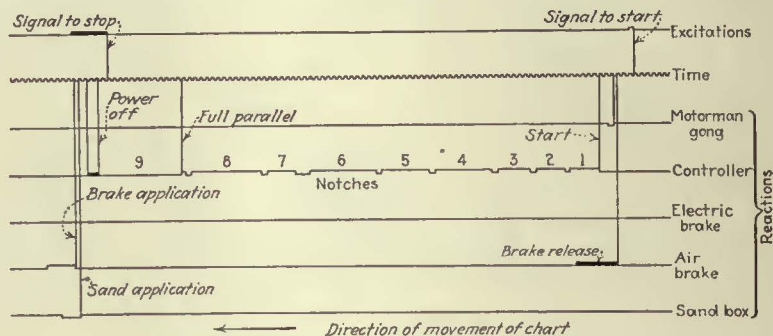 Signal to stop
Signal to start
Excitations
Time
Power off
Full parallel
Motorman gong
Start
9 8 7 6 5 4 3 2 1
Controller
Notches
Brake application
Electric brake
Brake release
Air brake
Sand application
Sand box
Reactions
Direction of movement of chart